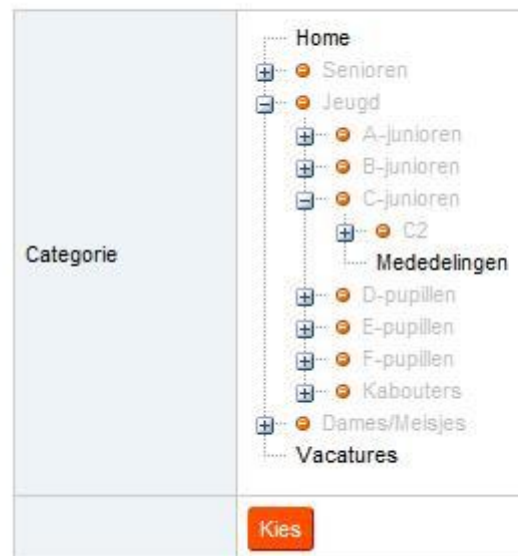 Home
Senioren
Jeugd
A-junioren
B-junioren
C-junioren
C2
Categorie
Mededelingen
D-pupillen
E-pupillen
F-pupillen
Kabouters
Dames/Meisjes
Vacatures
Kies